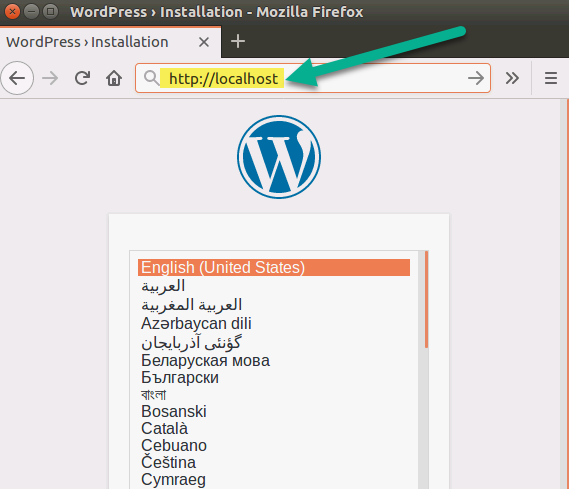 WordPress › Installation - Mozilla Firefox
WordPress › Installation
http://localhost
English (United States)
العربية
العربية المغربية
Azərbaycan dili
گؤنئی آذربایجان
Беларуская мова
Български
বাংলা
Bosanski
Català
Cebuano
Čeština
Cymraeg